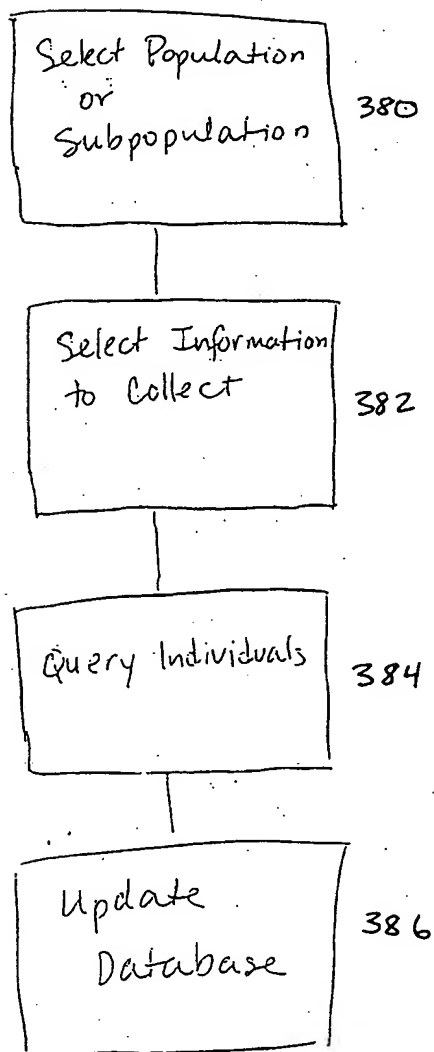 Select Population
or
Subpopulation
380
Select Information
to Collect
382
Query Individuals
384
Update
Database
386